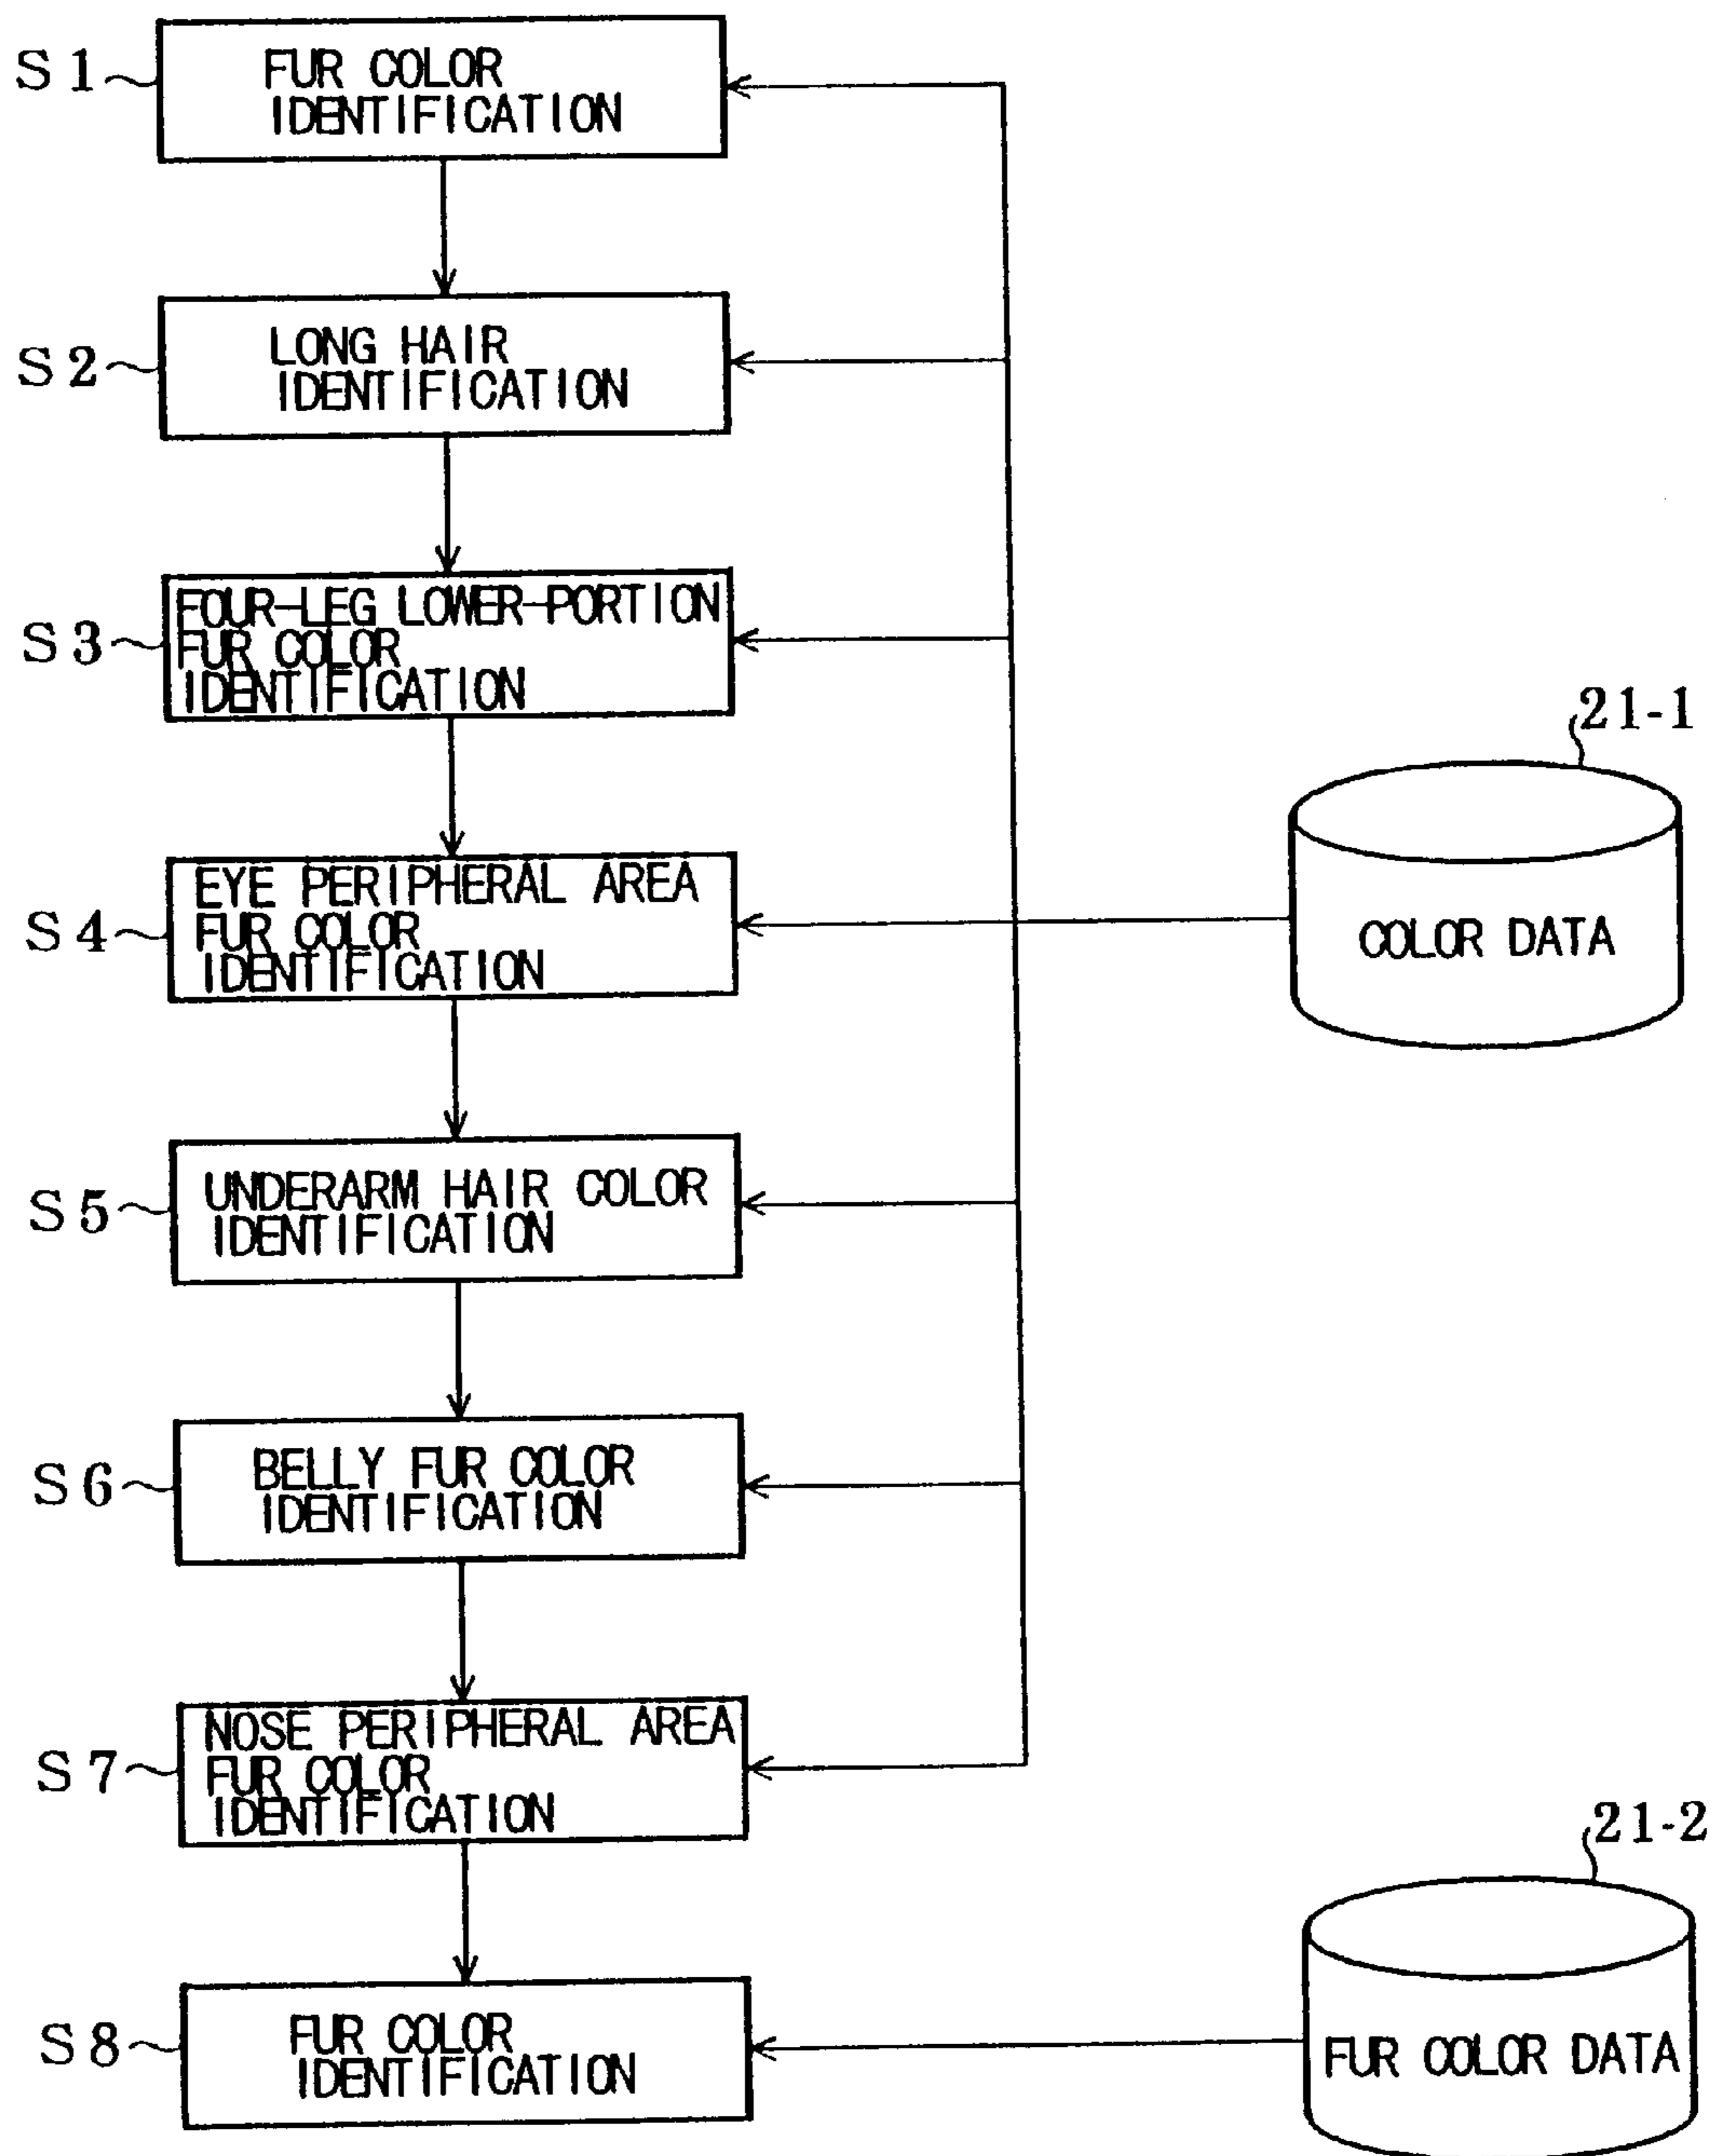 S1
FUR COLOR
IDENTIFICATION
S2
LONG HAIR
IDENTIFICATION
S3
FOUR-LEG LOWER-PORTION
FUR COLOR
IDENTIFICATION
21-1
S4
EYE PERIPHERAL AREA
FUR COLOR
IDENTIFICATION
COLOR DATA
S5
UNDERARM HAIR COLOR
IDENTIFICATION
S6
BELLY FUR COLOR
IDENTIFICATION
S7
NOSE PERIPHERAL AREA
FUR COLOR
IDENTIFICATION
21-2
S8
FUR COLOR
IDENTIFICATION
FUR COLOR DATA